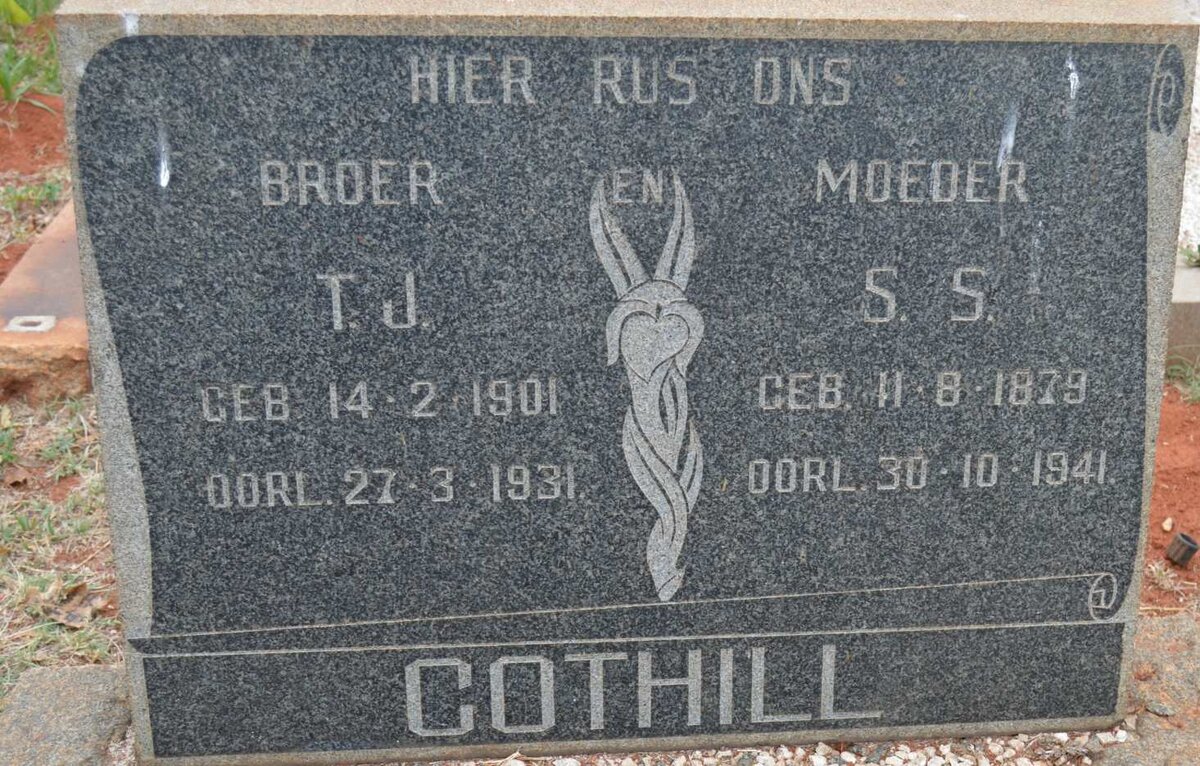 HIER RUS ONS
BROER EN MOEDER
T. J. S. S.
GEB 14·2·1901 GEB. 11·8·1879
OORL. 27·3·1931. OORL. 30·10·1941.
COTHILL